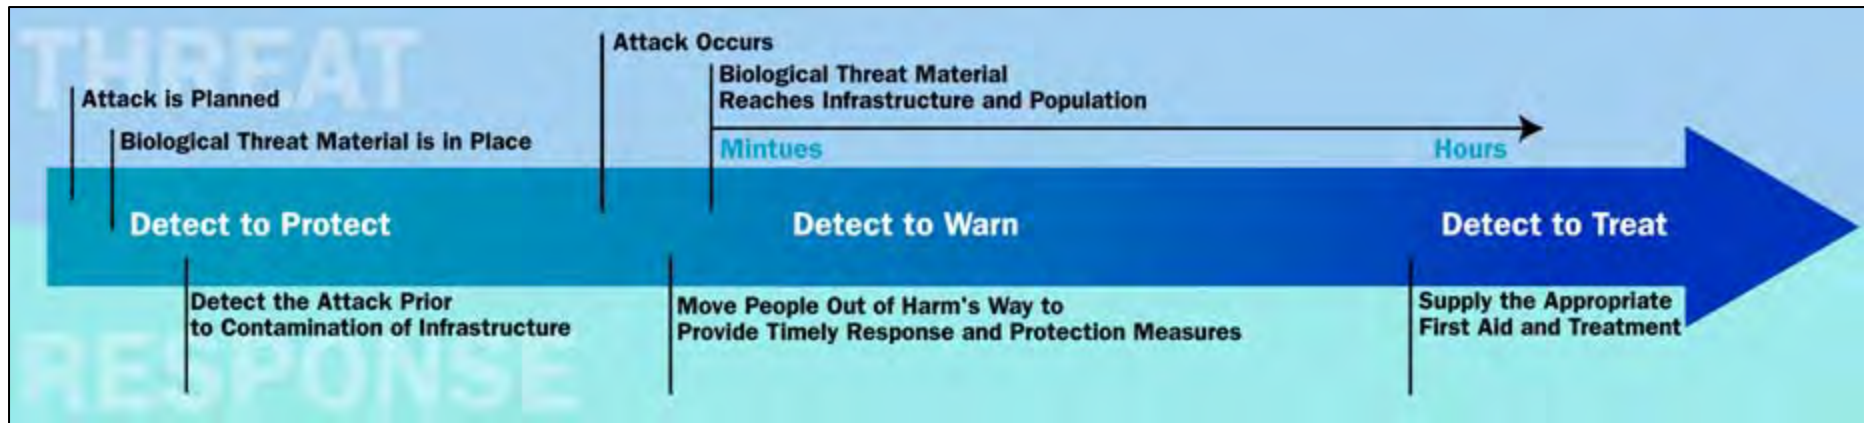 THREAT
Attack Occurs
Biological Threat Material
Reaches Infrastructure and Population
Attack is Planned
Biological Threat Material is in Place
Mintues
Hours
Detect to Protect
Detect to Warn
Detect to Treat
Detect the Attack Prior
to Contamination of Infrastructure
Move People Out of Harm's Way to
Provide Timely Response and Protection Measures
Supply the Appropriate
First Aid and Treatment
RESPONSE